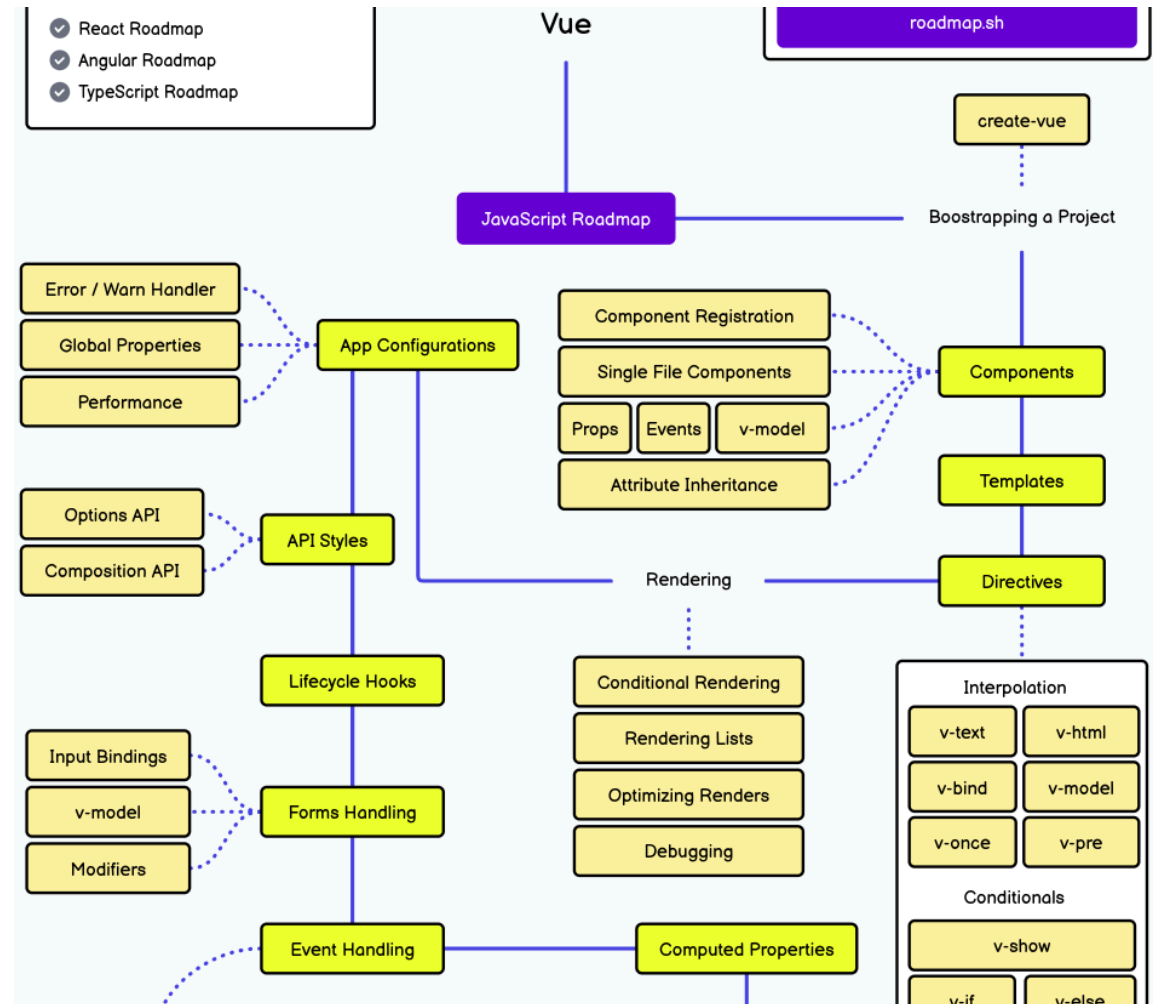 React Roadmap
Angular Roadmap
TypeScript Roadmap
Vue
roadmap.sh
create-vue
JavaScript Roadmap
Boostrapping a Project
Error / Warn Handler
Global Properties
Performance
App Configurations
Component Registration
Single File Components
Props
Events
v-model
Attribute Inheritance
Components
Templates
Directives
Options API
Composition API
API Styles
Rendering
Conditional Rendering
Rendering Lists
Optimizing Renders
Debugging
Lifecycle Hooks
Input Bindings
v-model
Modifiers
Forms Handling
Interpolation
v-text
v-html
v-bind
v-model
v-once
v-pre
Conditionals
v-show
v-if
v-else
Event Handling
Computed Properties